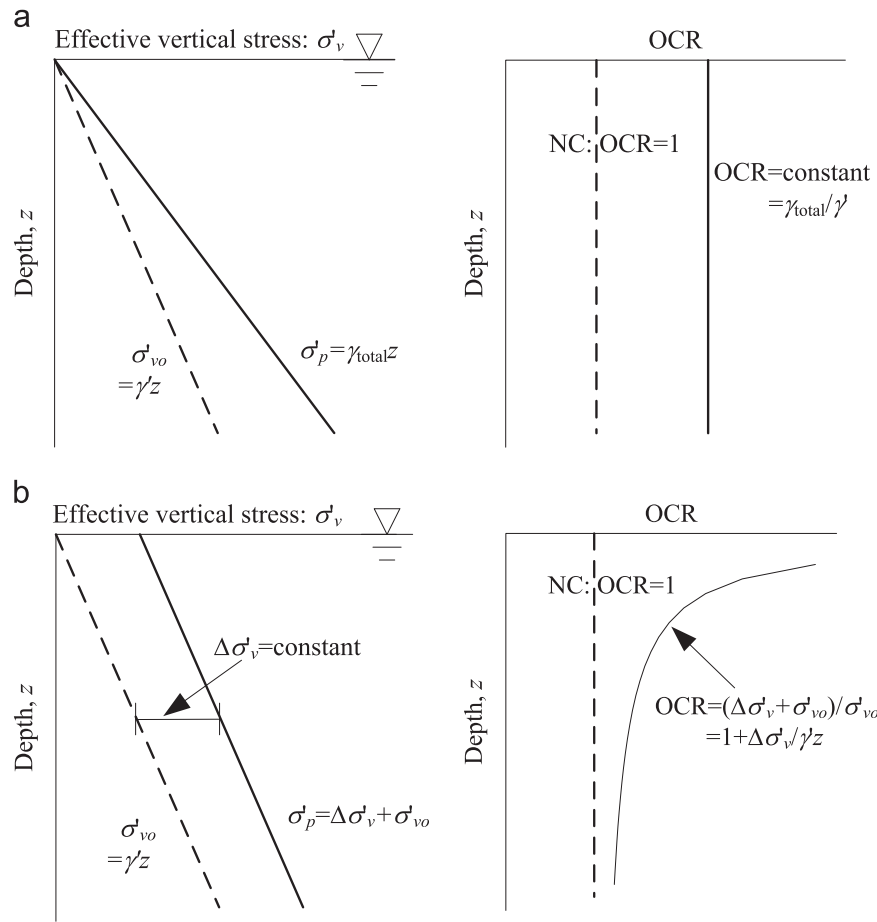 a
Effective vertical stress: σ'v
OCR
NC: OCR=1
OCR=constant
=γtotal/γ'
Depth, z
Depth, z
σ'vo
=γ'z
σ'p=γtotalz
b
Effective vertical stress: σ'v
OCR
NC: OCR=1
Δσ'v=constant
Depth, z
Depth, z
OCR=(Δσ'v+σ'vo)/σ'vo
=1+Δσ'v/γ'z
σ'p=Δσ'v+σ'vo
σ'vo
=γ'z